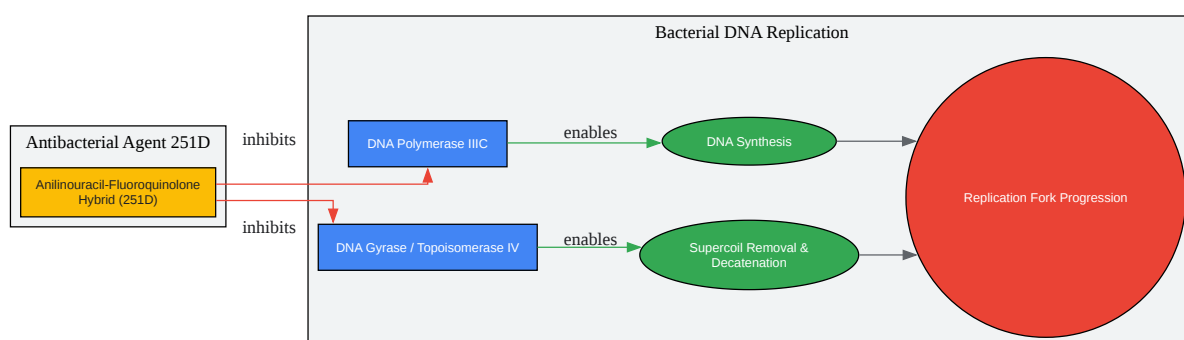 Bacterial DNA Replication
Antibacterial Agent 251D
Anilinouracil-Fluoroquinolone
Hybrid (251D)
inhibits
inhibits
DNA Polymerase IIIC
enables
DNA Synthesis
DNA Gyrase / Topoisomerase IV
enables
Supercoil Removal &
Decatenation
Replication Fork Progression